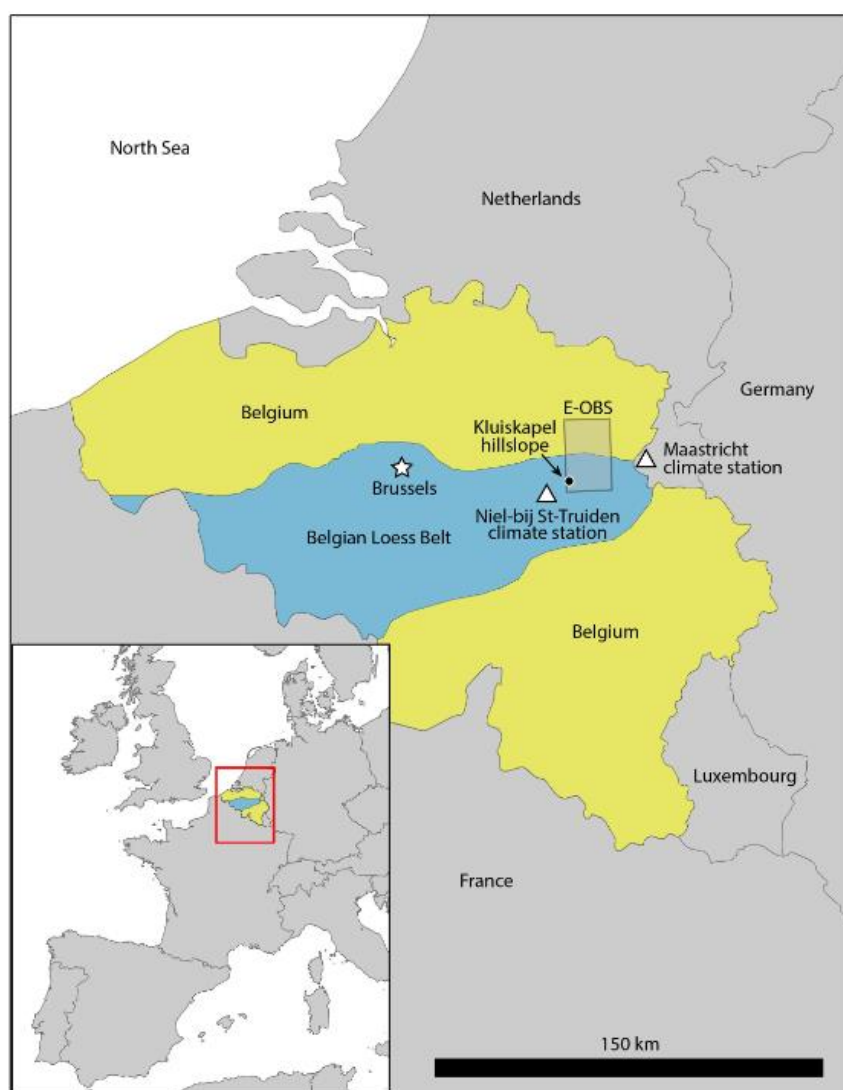 North Sea
Netherlands
Germany
Belgium
E-OBS
Kluiskapel
hillslope
Maastricht
climate station
Brussels
Niel-bij St-Truiden
climate station
Belgian Loess Belt
Belgium
Luxembourg
France
150 km